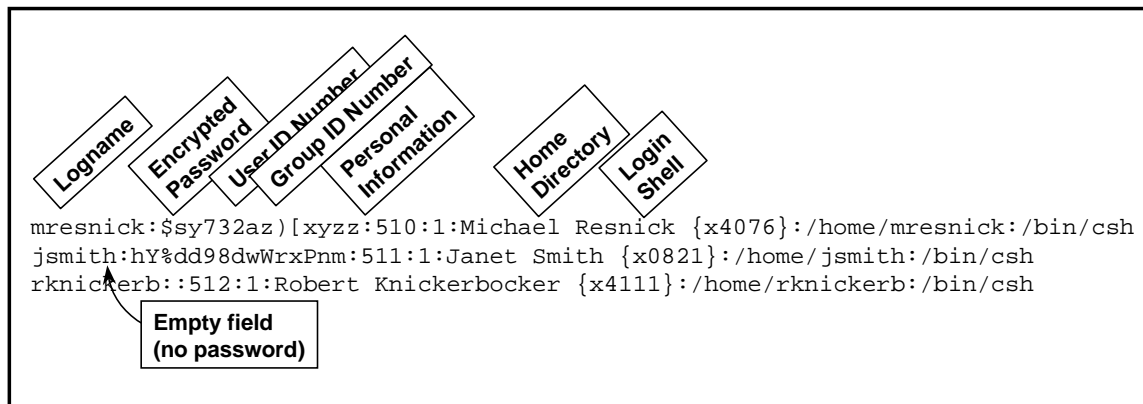 Logname
Encrypted
Password
User ID Number
Group ID Number
Personal
Information
Home
Directory
Login
Shell
mresnick:$sy732az)[xyzz:510:1:Michael Resnick {x4076}:/home/mresnick:/bin/csh
jsmith:hY%dd98dwWrxPnm:511:1:Janet Smith {x0821}:/home/jsmith:/bin/csh
rknickerb::512:1:Robert Knickerbocker {x4111}:/home/rknickerb:/bin/csh
Empty field
(no password)